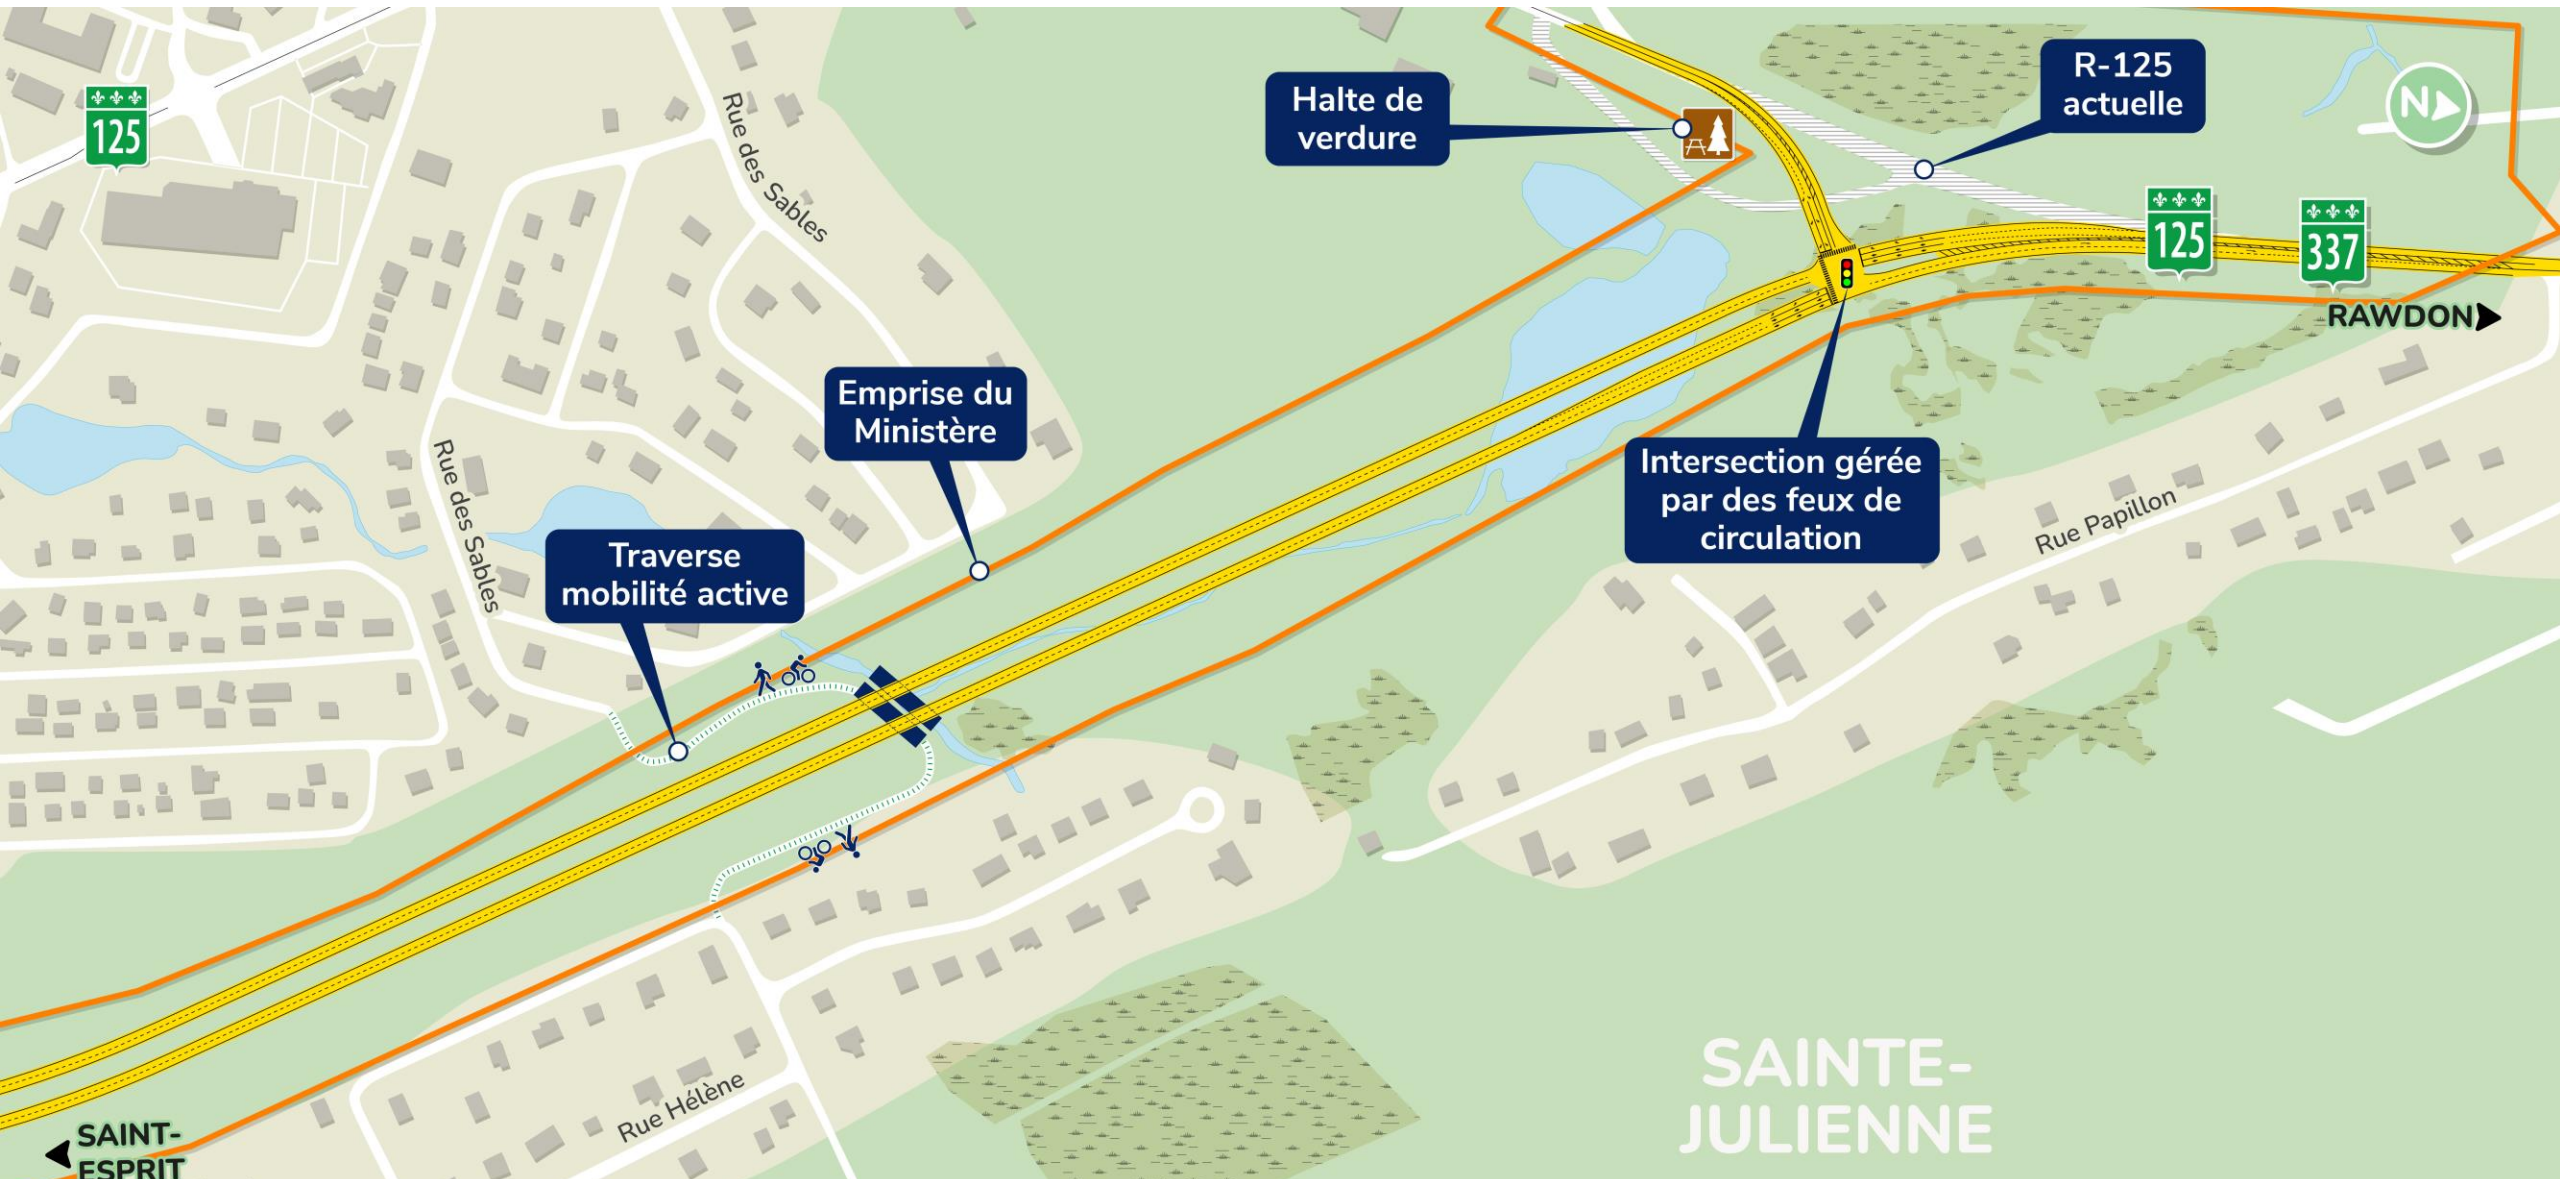 125
Rue des Sables
Halte de
verdure
R-125
actuelle
N
125
337
RAWDON
Emprise du
Ministère
Rue des Sables
Traverse
mobilité active
Intersection gérée
par des feux de
circulation
Rue Papillon
Rue Hélène
SAINTE-
JULIENNE
SAINT-
ESPRIT